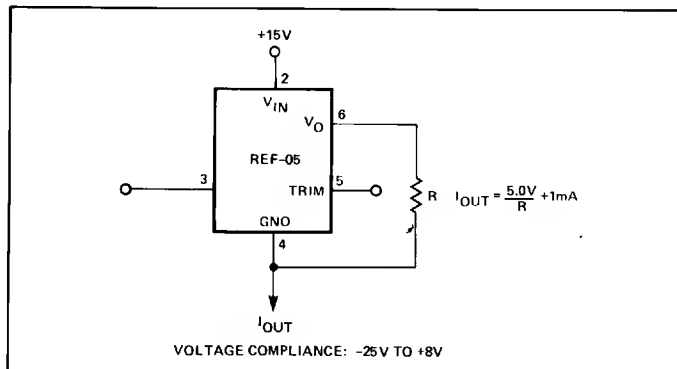 +15V
2
VIN
6
VO
REF-05
3
5
TRIM
R
IOUT = 5.0V/R +1mA
GNO
4
IOUT
VOLTAGE COMPLIANCE: -25V TO +8V